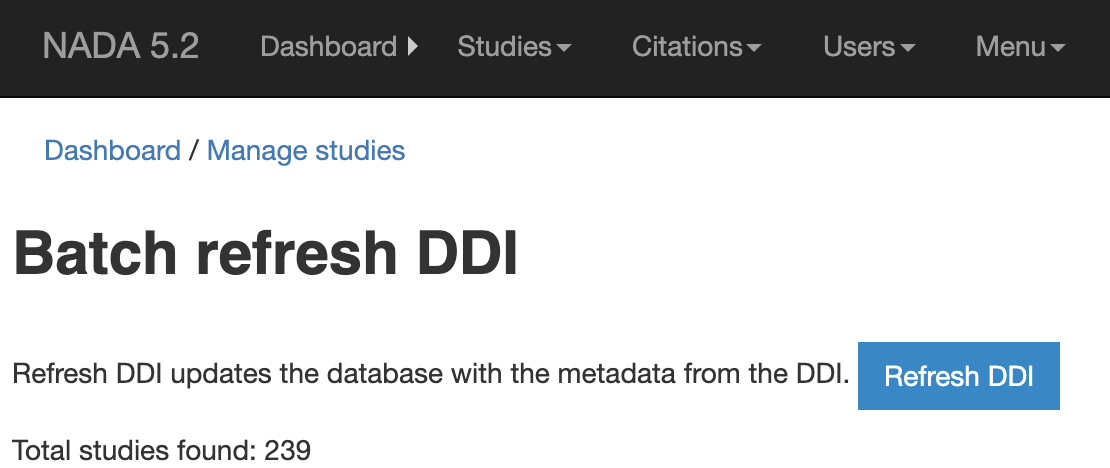 NADA 5.2 Dashboard Studies Citations Users Menu
Dashboard / Manage studies
Batch refresh DDI
Refresh DDI updates the database with the metadata from the DDI. Refresh DDI
Total studies found: 239